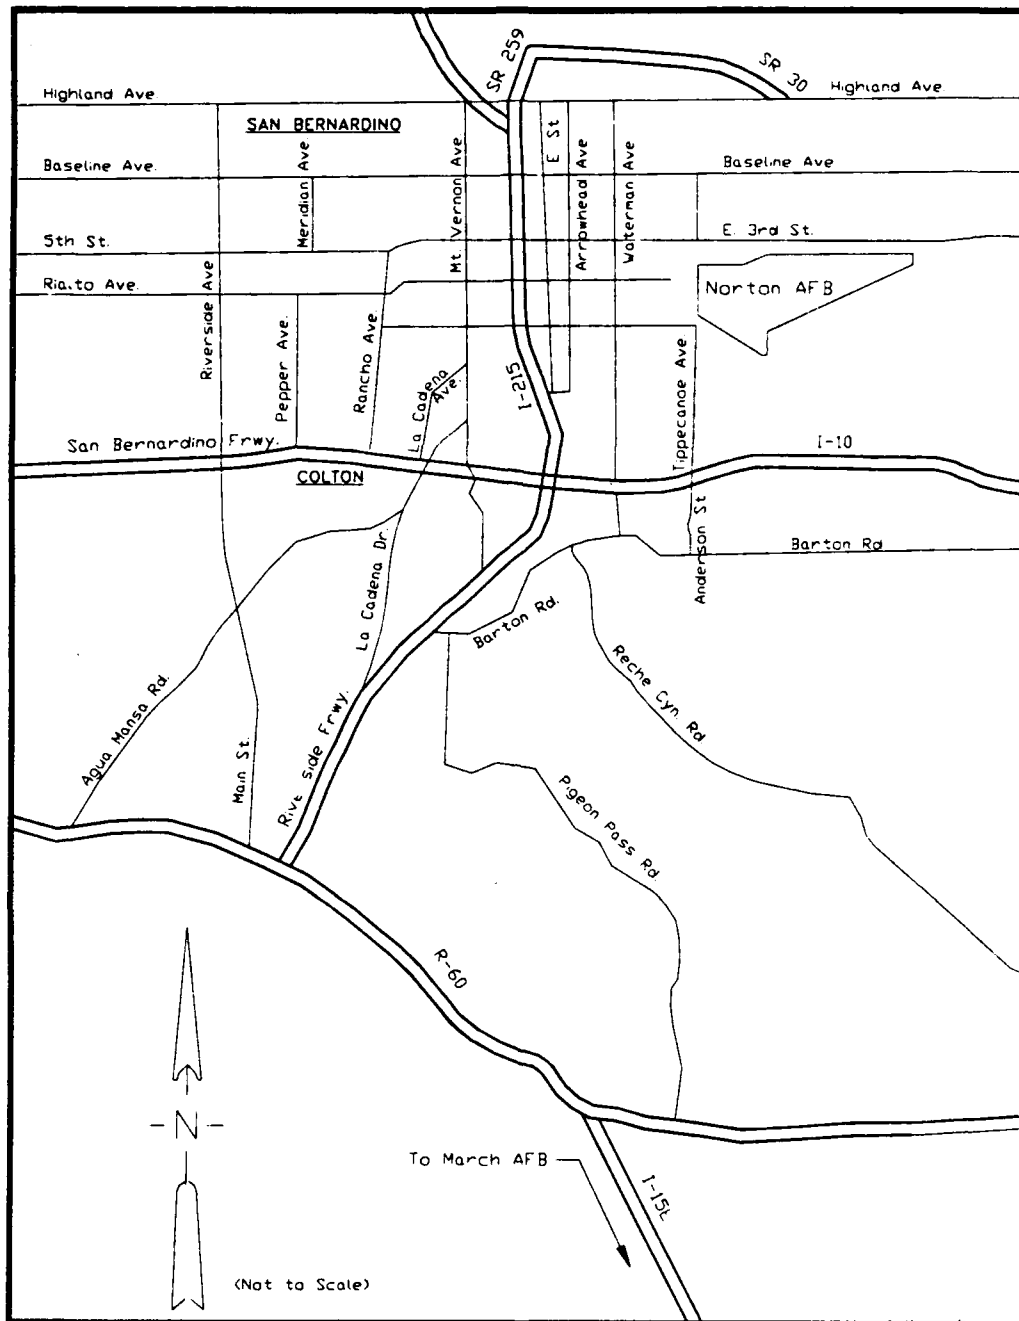 SR 259
SR 30
Highland Ave.
Highland Ave
SAN BERNARDINO
Baseline Ave.
Baseline Ave
Meridian Ave
Mt. Vernon Ave
E St
Arrowhead Ave
Waterman Ave
5th St.
E. 3rd St.
Rialto Ave.
Norton AFB
Riverside Ave
Pepper Ave.
Rancho Ave.
La Cadena Ave.
I-215
Tippecanoe Ave
San Bernardino Frwy.
I-10
COLTON
Anderson St
Barton Rd
La Cadena Dr.
Barton Rd.
Reche Cyn. Rd
Agua Mansa Rd.
Main St.
side Frwy.
Pigeon Pass Rd.
R-60
N
To March AFB
(Not to Scale)